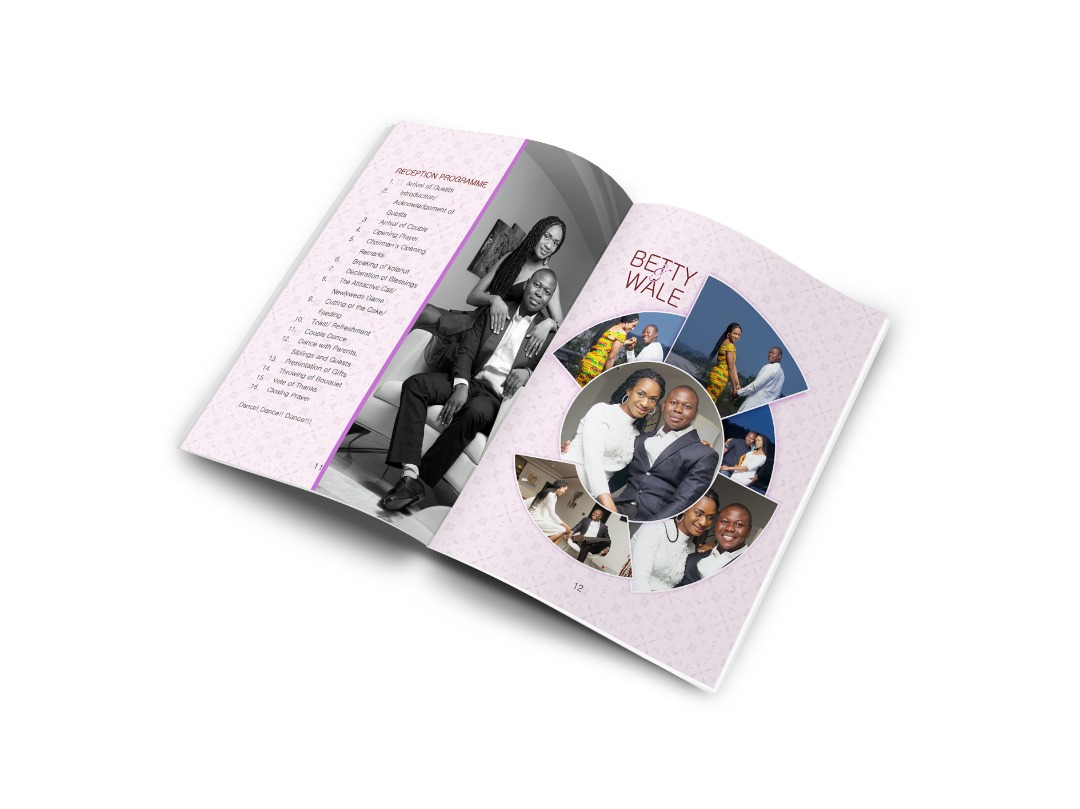 RECEPTION PROGRAMME
1. Arrival of Guests
2. Introduction/
Acknowledgement of
Guests
3. Arrival of Couple
4. Opening Prayer
5. Chairman's Opening
Remarks
6. Breaking of kolanut
7. Declaration of Blessings
8. The Attractive Call/
Newlyweds Game
9. Cutting of the Cake/
Feeding
10. Toast/ Refreshment
11. Couple Dance
12. Dance with Parents,
Siblings and Guests
13. Presentation of Gifts
14. Throwing of Bouquet
15. Vote of Thanks
16. Closing Prayer
Dance! Dance!! Dance!!!
11
BETTY
&
WALE
12